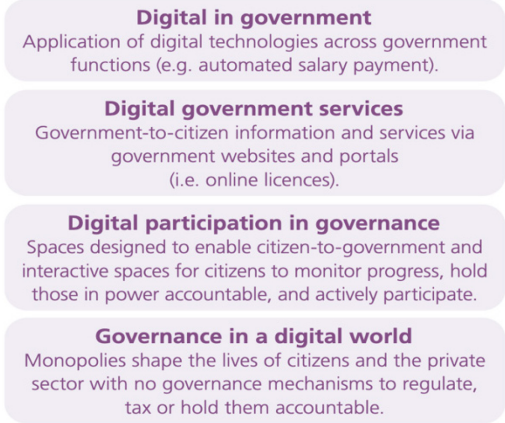 Digital in government
Application of digital technologies across government
functions (e.g. automated salary payment).
Digital government services
Government-to-citizen information and services via
government websites and portals
(i.e. online licences).
Digital participation in governance
Spaces designed to enable citizen-to-government and
interactive spaces for citizens to monitor progress, hold
those in power accountable, and actively participate.
Governance in a digital world
Monopolies shape the lives of citizens and the private
sector with no governance mechanisms to regulate,
tax or hold them accountable.